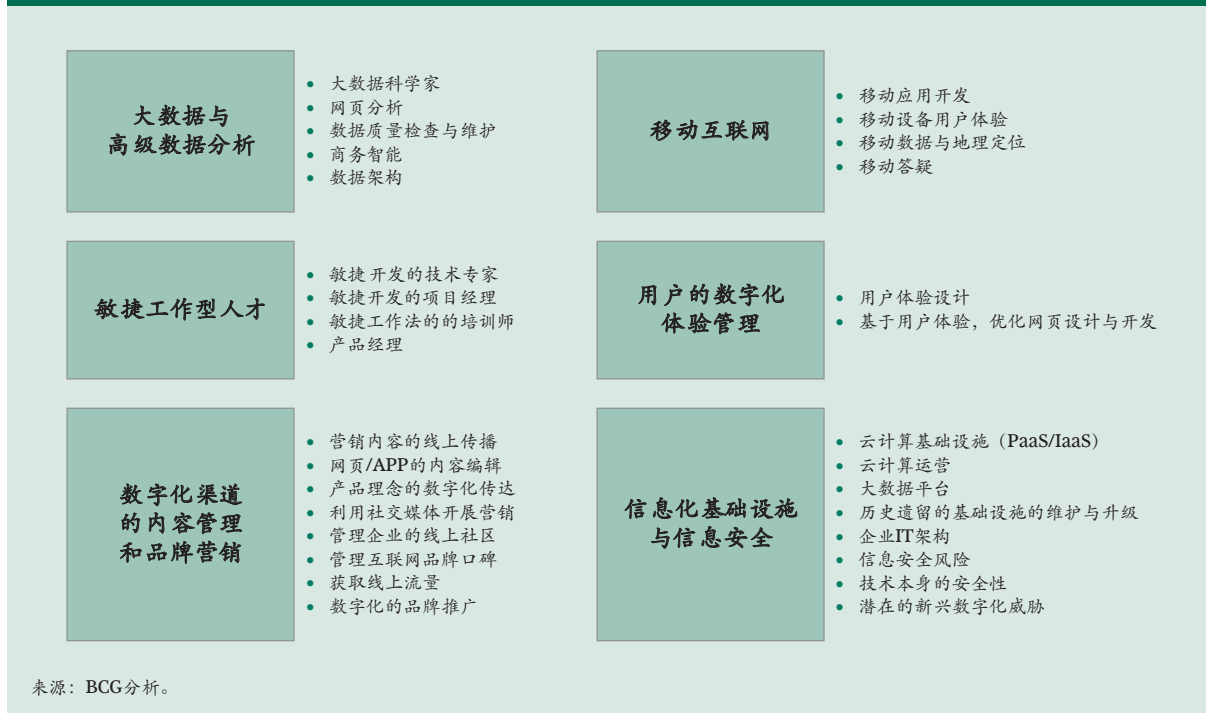 大数据与
高级数据分析
• 大数据科学家
• 网页分析
• 数据质量检查与维护
• 商务智能
• 数据架构
移动互联网
• 移动应用开发
• 移动设备用户体验
• 移动数据与地理定位
• 移动答疑
敏捷工作型人才
• 敏捷开发的技术专家
• 敏捷开发的项目经理
• 敏捷工作法的的培训师
• 产品经理
用户的数字化
体验管理
• 用户体验设计
• 基于用户体验，优化网页设计与开发
数字化渠道
的内容管理
和品牌营销
• 营销内容的线上传播
• 网页/APP的内容编辑
• 产品理念的数字化传达
• 利用社交媒体开展营销
• 管理企业的线上社区
• 管理互联网品牌口碑
• 获取线上流量
• 数字化的品牌推广
信息化基础设施
与信息安全
• 云计算基础设施（PaaS/IaaS）
• 云计算运营
• 大数据平台
• 历史遗留的基础设施的维护与升级
• 企业IT架构
• 信息安全风险
• 技术本身的安全性
• 潜在的新兴数字化威胁
来源：BCG分析。